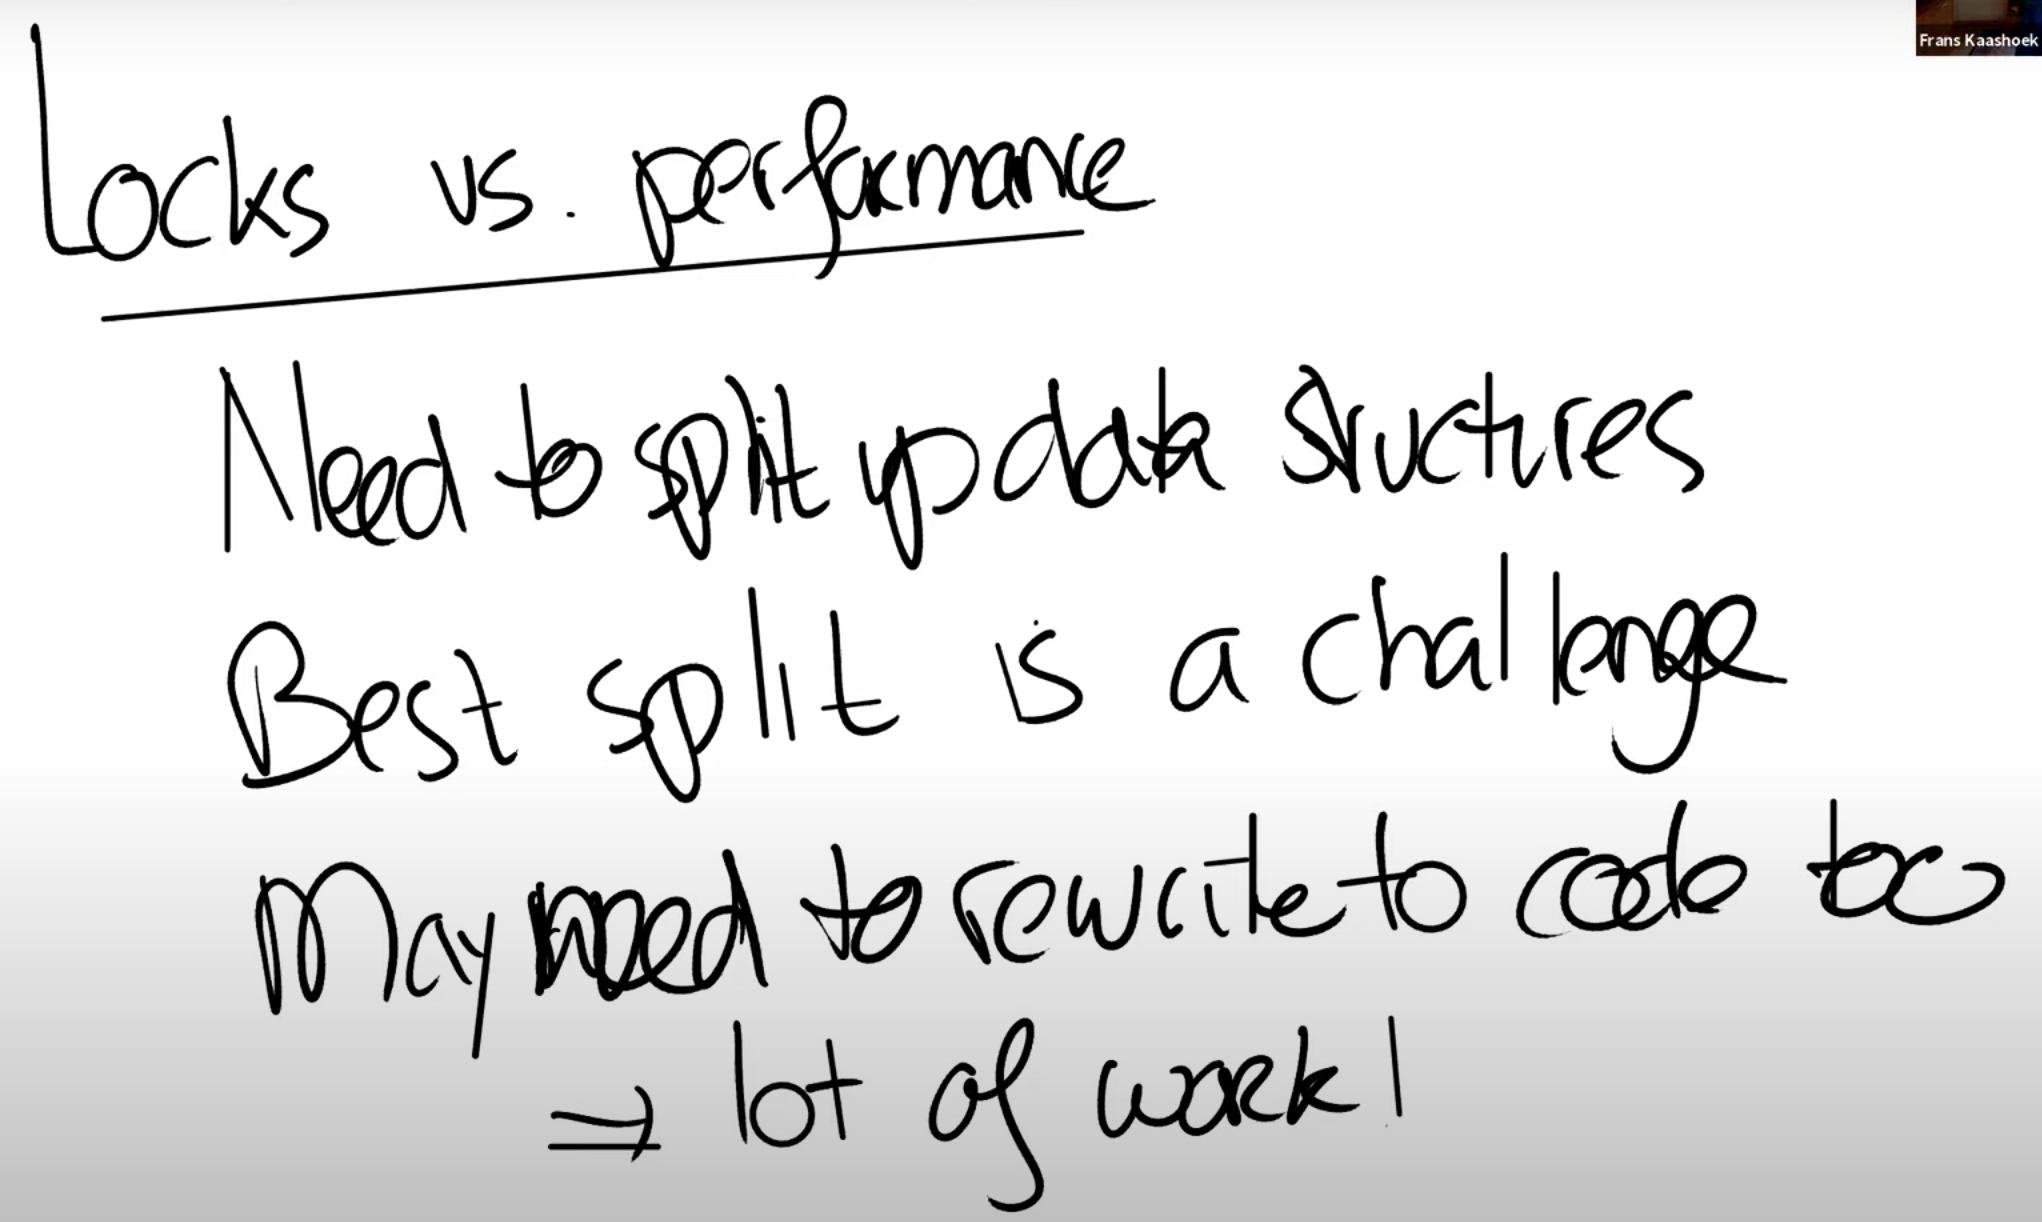 Frans Kaashoek
Locks vs. performance
Need to split up data structures
Best split is a challenge
May need to rewrite to code too
⇒ lot of work!